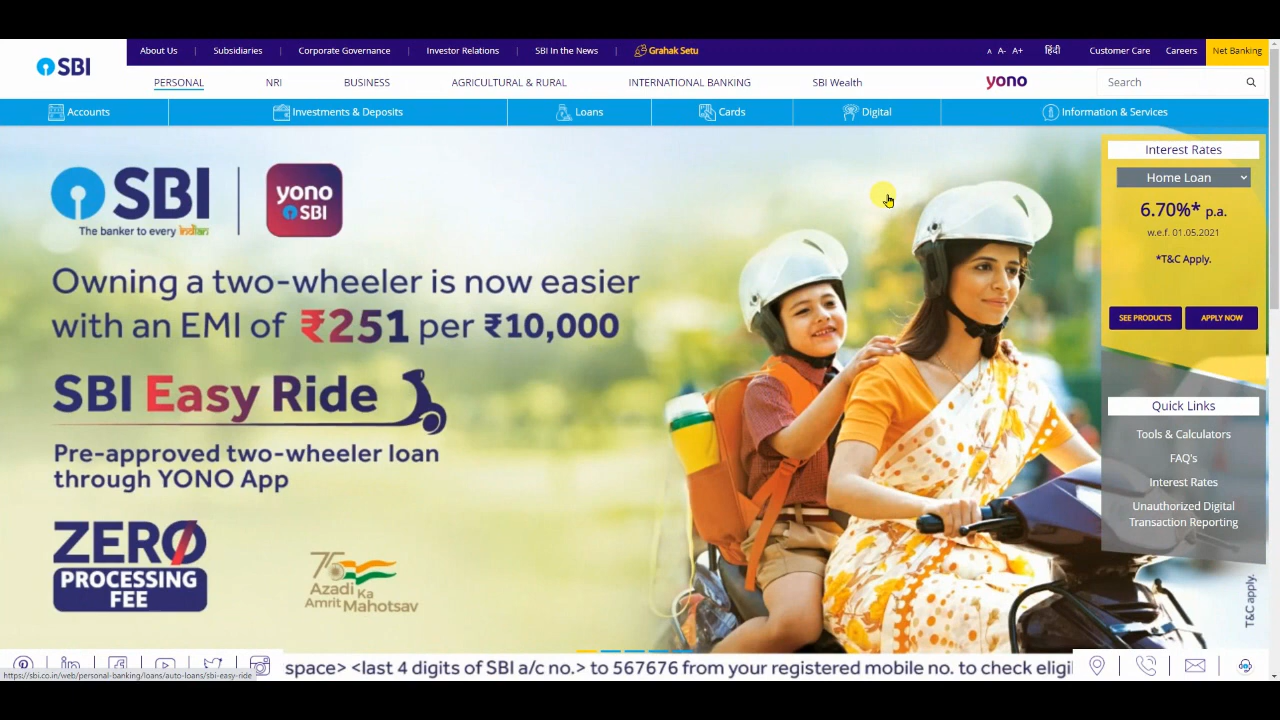 SBI
About Us
Subsidiaries
Corporate Governance
Investor Relations
SBI In the News
Grahak Setu
A A- A+
हिंदी
Customer Care
Careers
Net Banking
PERSONAL
NRI
BUSINESS
AGRICULTURAL & RURAL
INTERNATIONAL BANKING
SBI Wealth
yono
Search
Accounts
Investments & Deposits
Loans
Cards
Digital
Information & Services
SBI
The banker to every indian
yono
SBI
Owning a two-wheeler is now easier
with an EMI of ₹251 per ₹10,000
SBI Easy Ride
Pre-approved two-wheeler loan
through YONO App
ZERO
PROCESSING
FEE
75
Azadi Ka
Amrit Mahotsav
T&C apply.
Interest Rates
Home Loan
6.70%* p.a.
w.e.f. 01.05.2021
*T&C Apply.
SEE PRODUCTS
APPLY NOW
Quick Links
Tools & Calculators
FAQ's
Interest Rates
Unauthorized Digital
Transaction Reporting
space> <last 4 digits of SBI a/c no.> to 567676 from your registered mobile no. to check eligi
https://sbi.co.in/web/personal-banking/loans/auto-loans/sbi-easy-ride